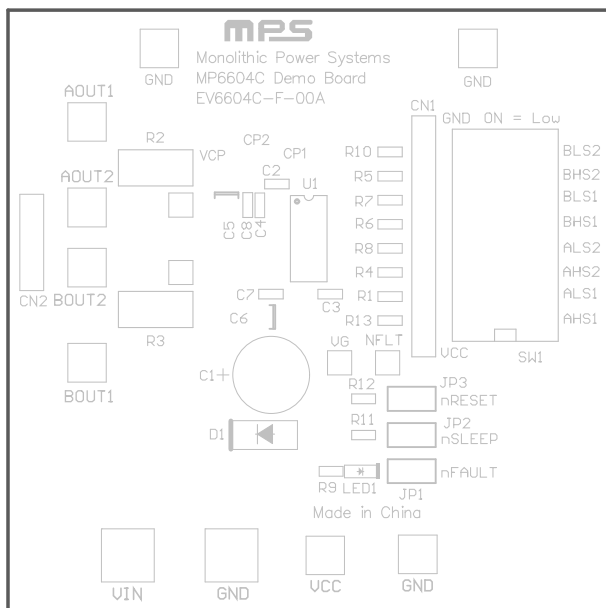 mps
Monolithic Power Systems
MP6604C Demo Board
EV6604C-F-00A
GND
GND
AOUT1
CN1
GND ON = Low
R2
VCP
CP2
CP1
R10
BLS2
C2
U1
R5
BHS2
AOUT2
R7
BLS1
C5
C8
C4
R6
BHS1
R8
ALS2
R4
AHS2
CN2
BOUT2
C7
C3
R1
ALS1
C6
R13
AHS1
R3
VG
NFLT
VCC
SW1
C1+
BOUT1
R12
JP3
nRESET
D1
R11
JP2
nSLEEP
R9
LED1
nFAULT
JP1
Made in China
VIN
GND
VCC
GND